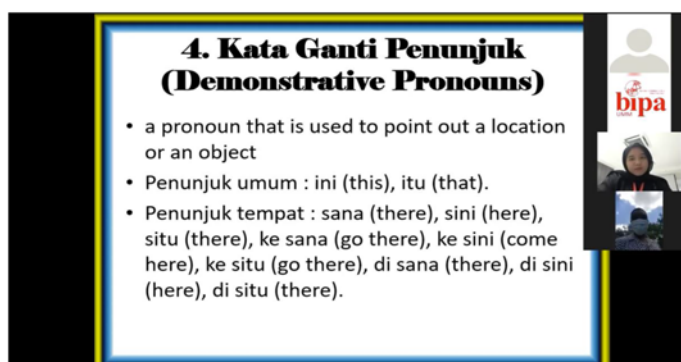 4. Kata Ganti Penunjuk
(Demonstrative Pronouns)
• a pronoun that is used to point out a location
or an object
• Penunjuk umum : ini (this), itu (that).
• Penunjuk tempat : sana (there), sini (here),
situ (there), ke sana (go there), ke sini (come
here), ke situ (go there), di sana (there), di sini
(here), di situ (there).
bipa
UMM